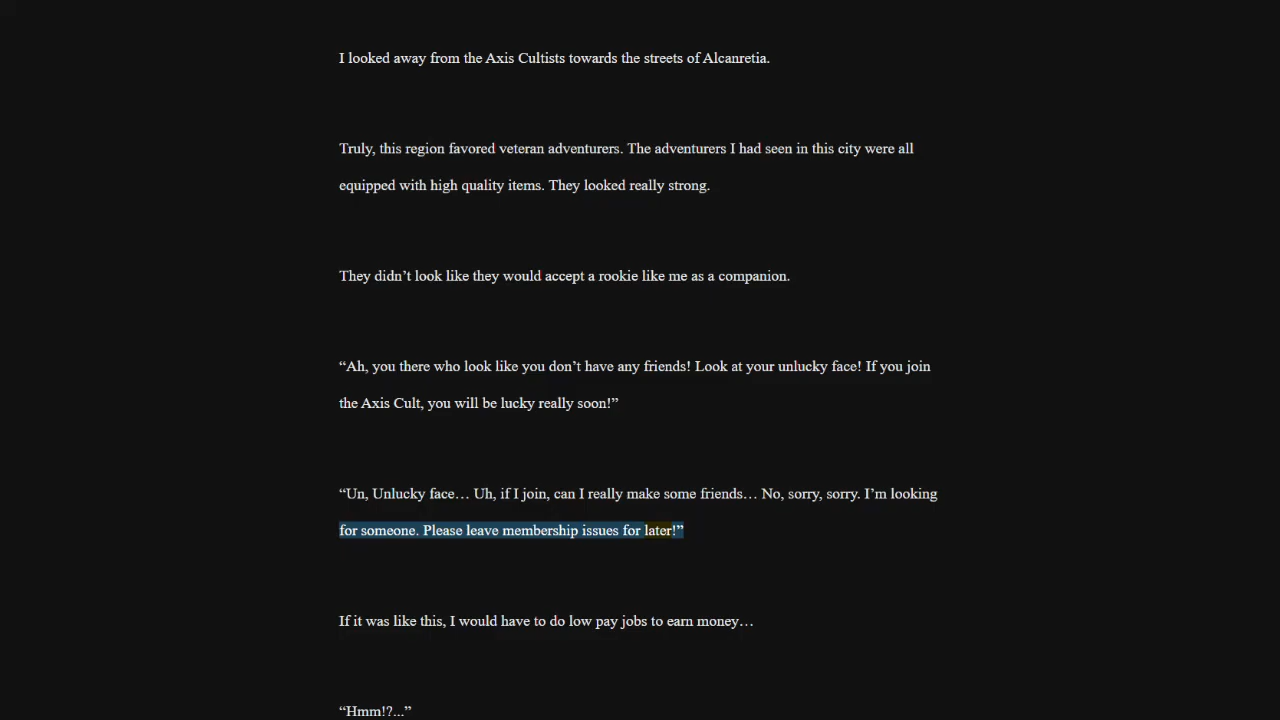 I looked away from the Axis Cultists towards the streets of Alcanretia.
Truly, this region favored veteran adventurers. The adventurers I had seen in this city were all
equipped with high quality items. They looked really strong.
They didn’t look like they would accept a rookie like me as a companion.
“Ah, you there who look like you don’t have any friends! Look at your unlucky face! If you join
the Axis Cult, you will be lucky really soon!”
“Un, Unlucky face… Uh, if I join, can I really make some friends… No, sorry, sorry. I’m looking
for someone. Please leave membership issues for later!”
If it was like this, I would have to do low pay jobs to earn money…
“Hmm!?...”